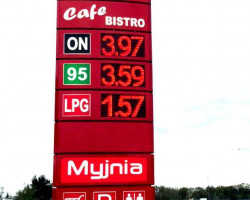 Cafe
BISTRO
ON 3.97
95 3.59
LPG 1.57
Myjnia
P